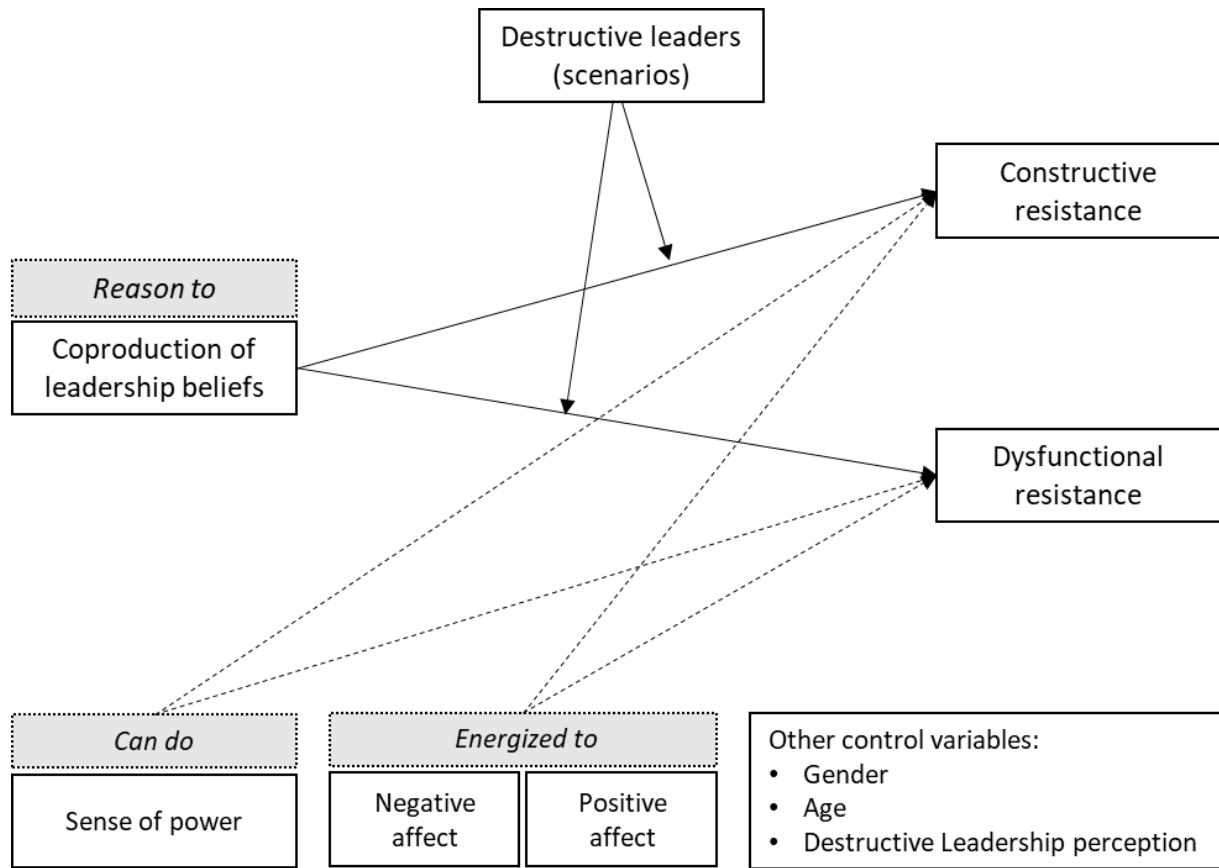 Destructive leaders
(scenarios)
Constructive
resistance
Reason to
Coproduction of
leadership beliefs
Dysfunctional
resistance
Can do
Sense of power
Energized to
Negative
affect
Positive
affect
Other control variables:
• Gender
• Age
• Destructive Leadership perception